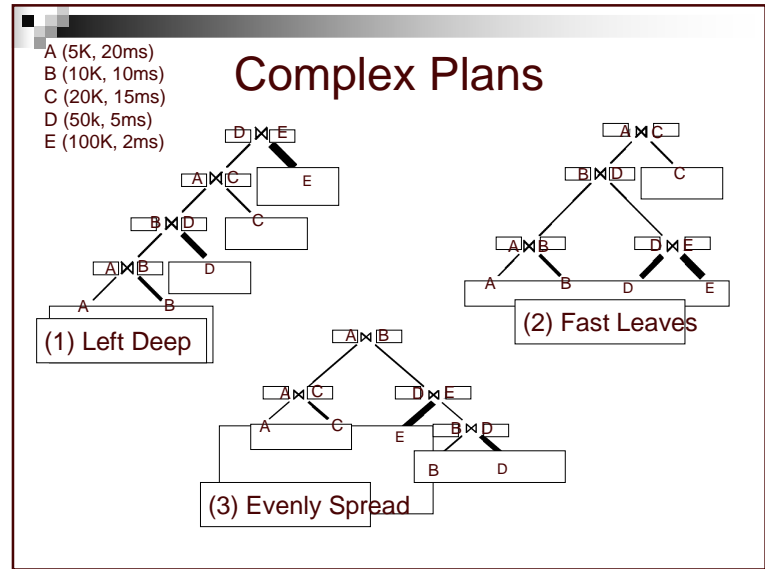 Complex Plans
A (5K, 20ms)
B (10K, 10ms)
C (20K, 15ms)
D (50k, 5ms)
E (100K, 2ms)
D ⋈ E
A ⋈ C
E
B ⋈ D
C
A ⋈ B
D
A B
(1) Left Deep
A ⋈ C
B ⋈ D
C
A ⋈ B D ⋈ E
A B D E
(2) Fast Leaves
A ⋈ B
A ⋈ C D ⋈ E
A C E B ⋈ D
B D
(3) Evenly Spread